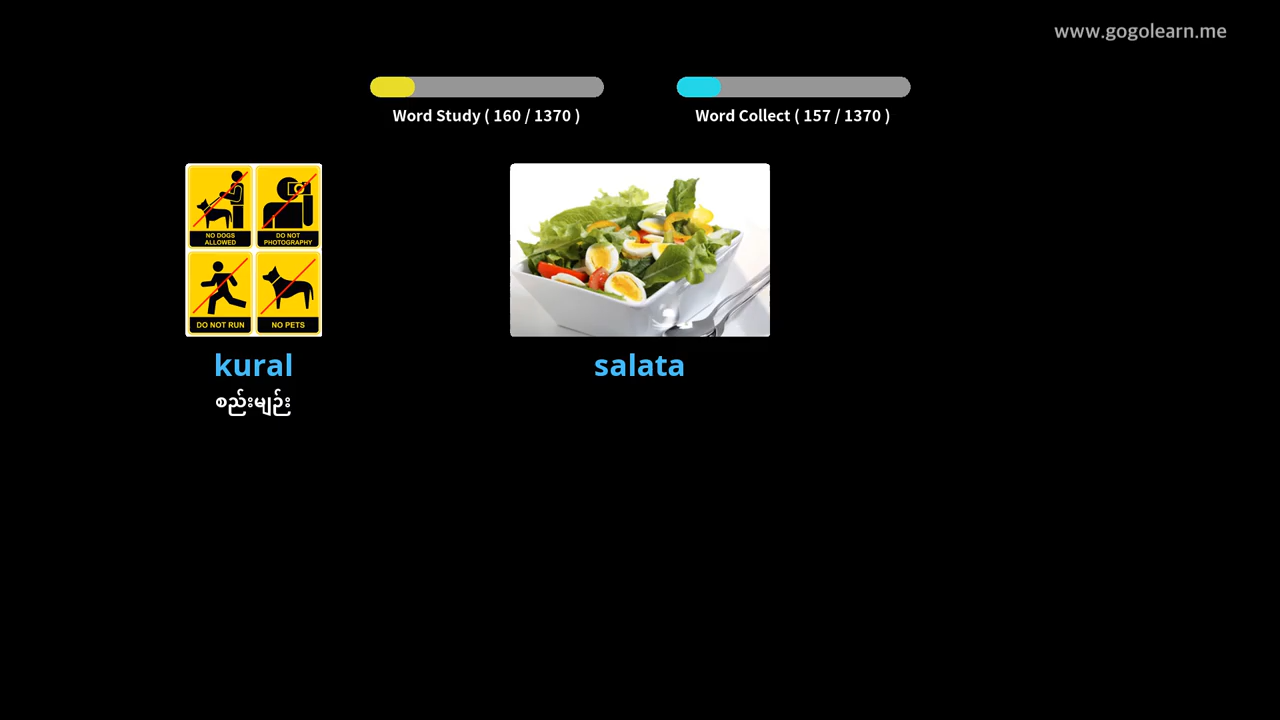 www.gogolearn.me
Word Study ( 160 / 1370 )
Word Collect ( 157 / 1370 )
NO DOGS
ALLOWED
DO NOT
PHOTOGRAPHY
DO NOT RUN
NO PETS
kural
စည်းမျဉ်း
salata